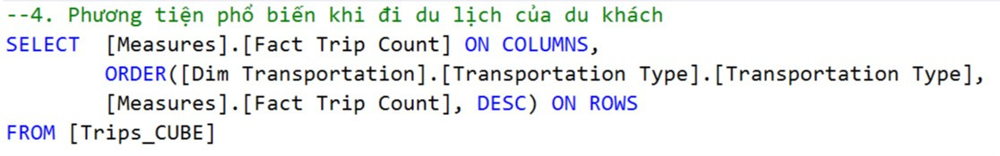 --4. Phương tiện phổ biến khi đi du lịch của du khách
SELECT  [Measures].[Fact Trip Count] ON COLUMNS,
        ORDER([Dim Transportation].[Transportation Type].[Transportation Type],
        [Measures].[Fact Trip Count], DESC) ON ROWS
FROM [Trips_CUBE]